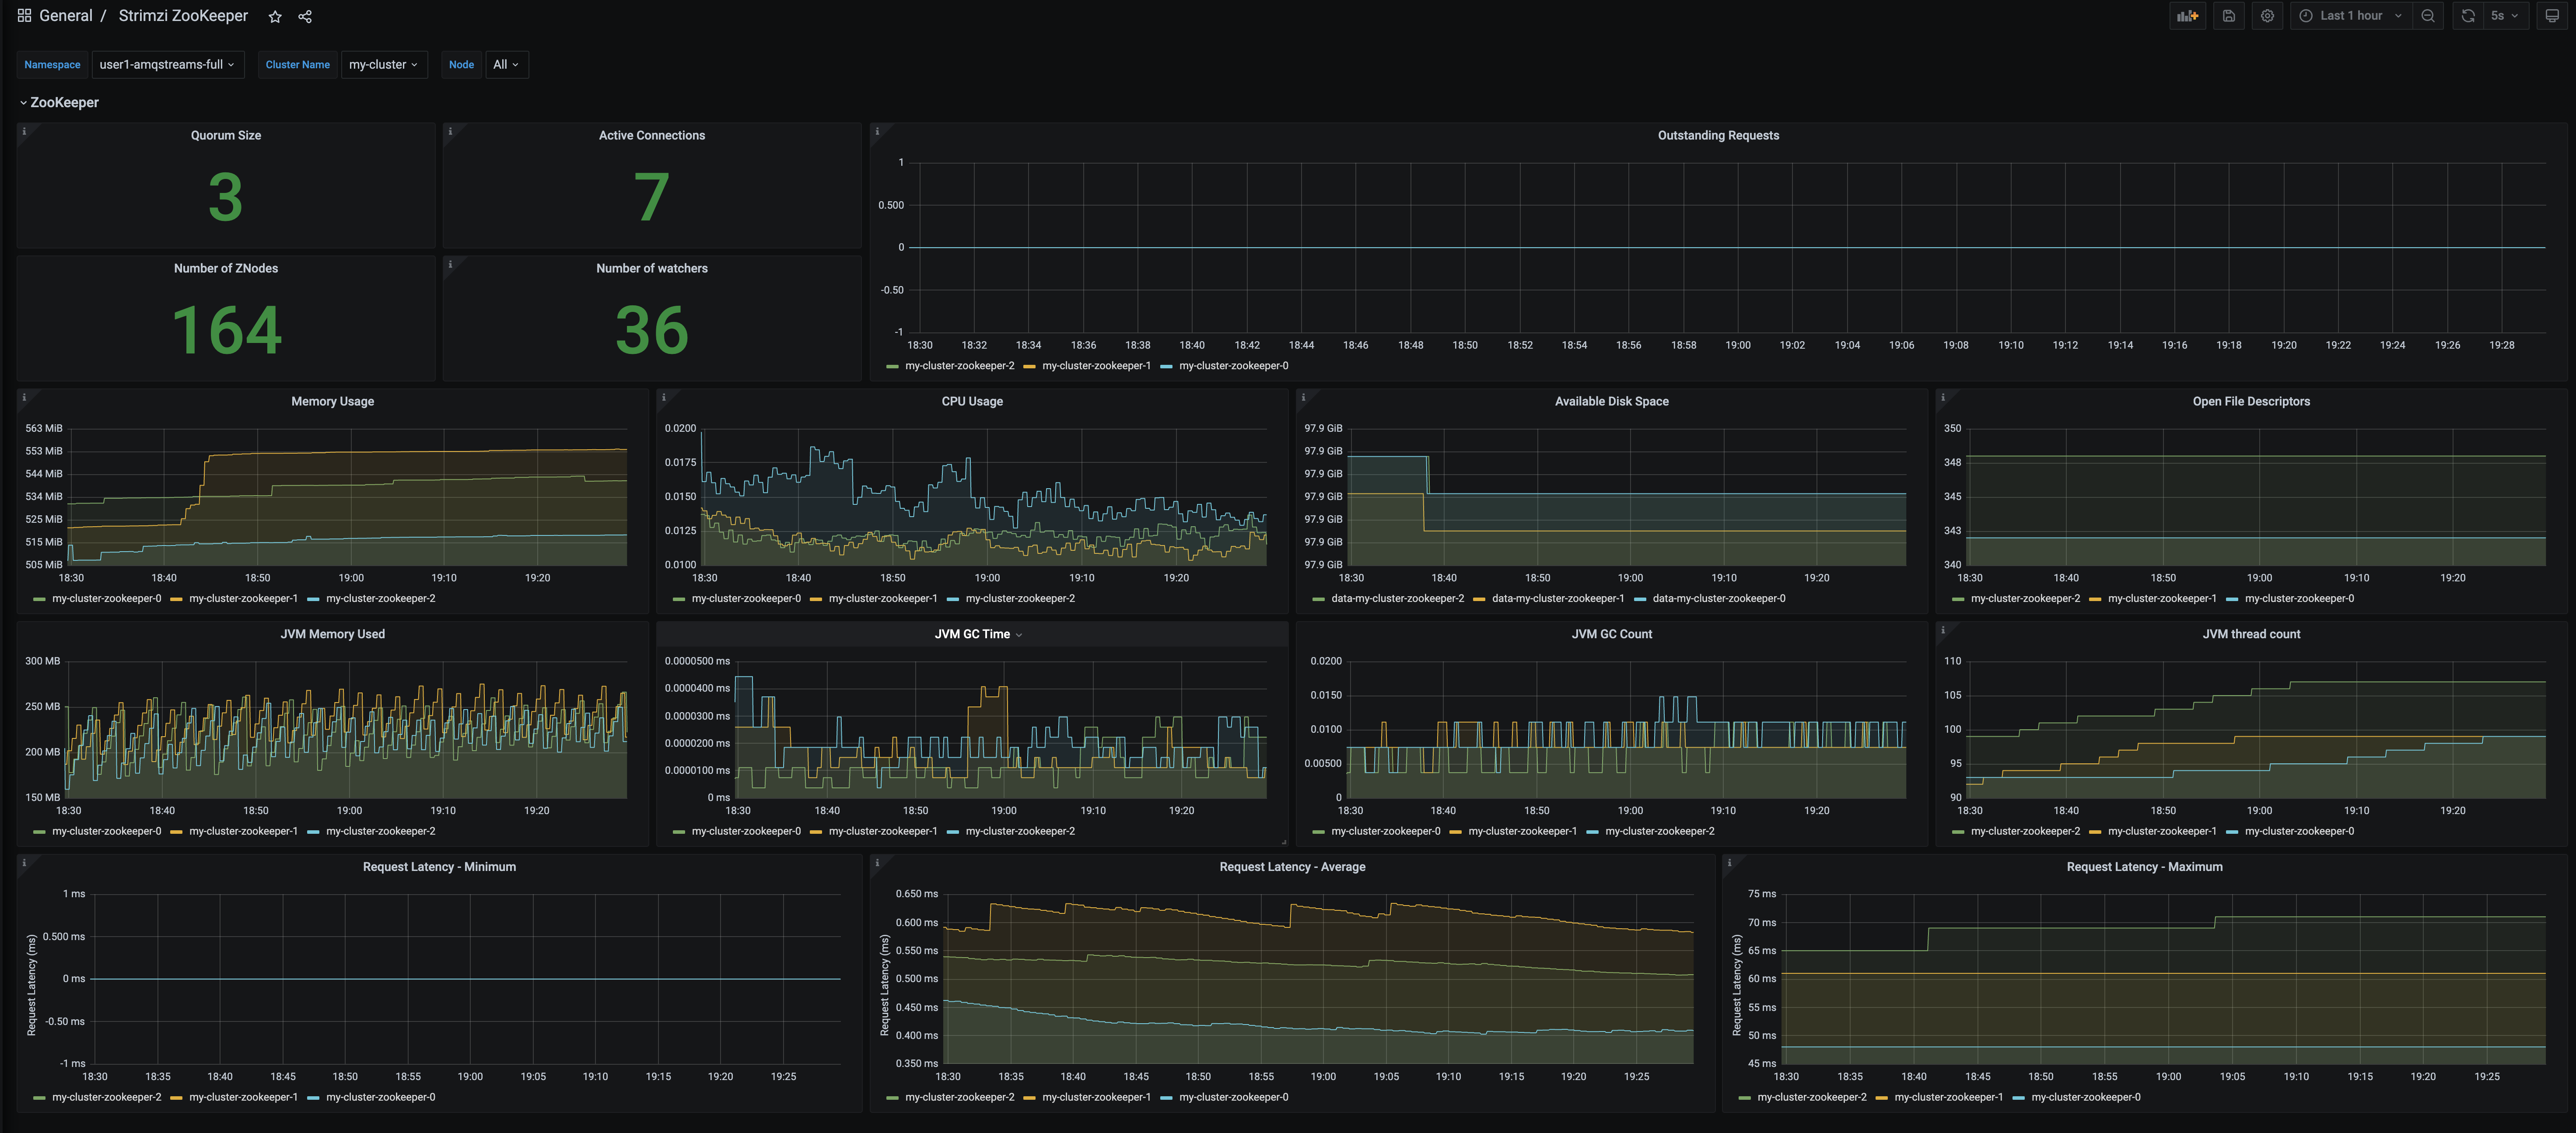 General / Strimzi ZooKeeper
Last 1 hour
5s
Namespace user1-amqstreams-full Cluster Name my-cluster Node All
ZooKeeper
Quorum Size
3
Active Connections
7
Number of ZNodes
164
Number of watchers
36
Outstanding Requests
1
0.500
0
-0.50
-1
18:30 18:32 18:34 18:36 18:38 18:40 18:42 18:44 18:46 18:48 18:50 18:52 18:54 18:56 18:58 19:00 19:02 19:04 19:06 19:08 19:10 19:12 19:14 19:16 19:18 19:20 19:22 19:24 19:26 19:28
my-cluster-zookeeper-2 my-cluster-zookeeper-1 my-cluster-zookeeper-0
Memory Usage
563 MiB
553 MiB
544 MiB
534 MiB
525 MiB
515 MiB
505 MiB
18:30 18:40 18:50 19:00 19:10 19:20
my-cluster-zookeeper-0 my-cluster-zookeeper-1 my-cluster-zookeeper-2
CPU Usage
0.0200
0.0175
0.0150
0.0125
0.0100
18:30 18:40 18:50 19:00 19:10 19:20
my-cluster-zookeeper-0 my-cluster-zookeeper-1 my-cluster-zookeeper-2
Available Disk Space
97.9 GiB
97.9 GiB
97.9 GiB
97.9 GiB
97.9 GiB
97.9 GiB
97.9 GiB
18:30 18:40 18:50 19:00 19:10 19:20
data-my-cluster-zookeeper-2 data-my-cluster-zookeeper-1 data-my-cluster-zookeeper-0
Open File Descriptors
350
348
345
343
340
18:30 18:40 18:50 19:00 19:10 19:20
my-cluster-zookeeper-2 my-cluster-zookeeper-1 my-cluster-zookeeper-0
JVM Memory Used
300 MB
250 MB
200 MB
150 MB
18:30 18:40 18:50 19:00 19:10 19:20
my-cluster-zookeeper-0 my-cluster-zookeeper-1 my-cluster-zookeeper-2
JVM GC Time
0.0000500 ms
0.0000400 ms
0.0000300 ms
0.0000200 ms
0.0000100 ms
0 ms
18:30 18:40 18:50 19:00 19:10 19:20
my-cluster-zookeeper-0 my-cluster-zookeeper-1 my-cluster-zookeeper-2
JVM GC Count
0.0200
0.0150
0.0100
0.00500
0
18:30 18:40 18:50 19:00 19:10 19:20
my-cluster-zookeeper-0 my-cluster-zookeeper-1 my-cluster-zookeeper-2
JVM thread count
110
105
100
95
90
18:30 18:40 18:50 19:00 19:10 19:20
my-cluster-zookeeper-2 my-cluster-zookeeper-1 my-cluster-zookeeper-0
Request Latency - Minimum
Request Latency (ms)
1 ms
0.500 ms
0 ms
-0.50 ms
-1 ms
18:30 18:35 18:40 18:45 18:50 18:55 19:00 19:05 19:10 19:15 19:20 19:25
my-cluster-zookeeper-2 my-cluster-zookeeper-1 my-cluster-zookeeper-0
Request Latency - Average
Request Latency (ms)
0.650 ms
0.600 ms
0.550 ms
0.500 ms
0.450 ms
0.400 ms
0.350 ms
18:30 18:35 18:40 18:45 18:50 18:55 19:00 19:05 19:10 19:15 19:20 19:25
my-cluster-zookeeper-2 my-cluster-zookeeper-1 my-cluster-zookeeper-0
Request Latency - Maximum
Request Latency (ms)
75 ms
70 ms
65 ms
60 ms
55 ms
50 ms
45 ms
18:30 18:35 18:40 18:45 18:50 18:55 19:00 19:05 19:10 19:15 19:20 19:25
my-cluster-zookeeper-2 my-cluster-zookeeper-1 my-cluster-zookeeper-0